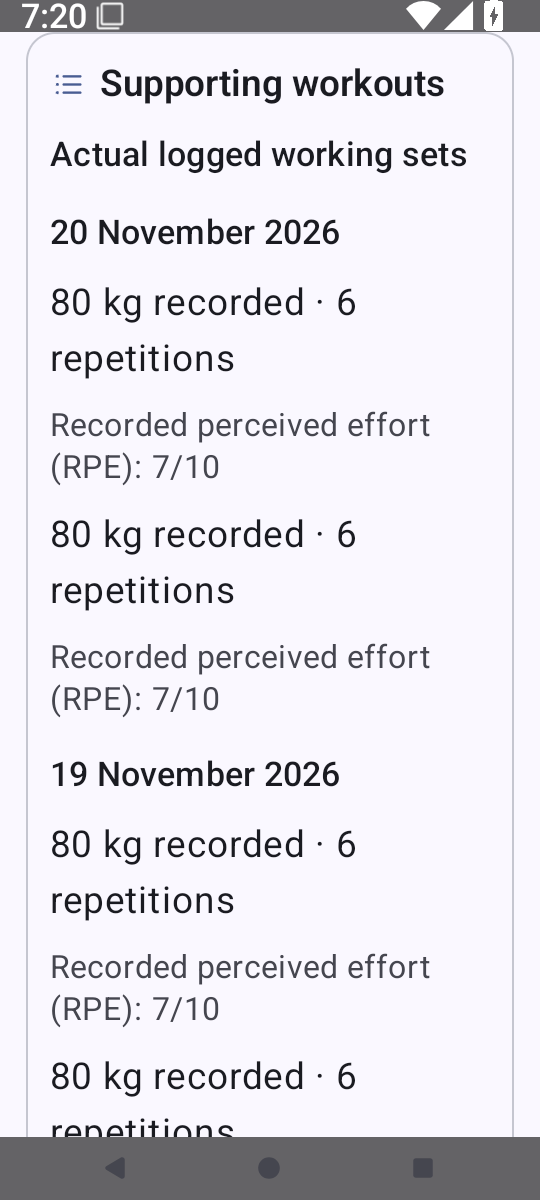 7:20
Supporting workouts
Actual logged working sets
20 November 2026
80 kg recorded · 6
repetitions
Recorded perceived effort
(RPE): 7/10
80 kg recorded · 6
repetitions
Recorded perceived effort
(RPE): 7/10
19 November 2026
80 kg recorded · 6
repetitions
Recorded perceived effort
(RPE): 7/10
80 kg recorded · 6
repetitions